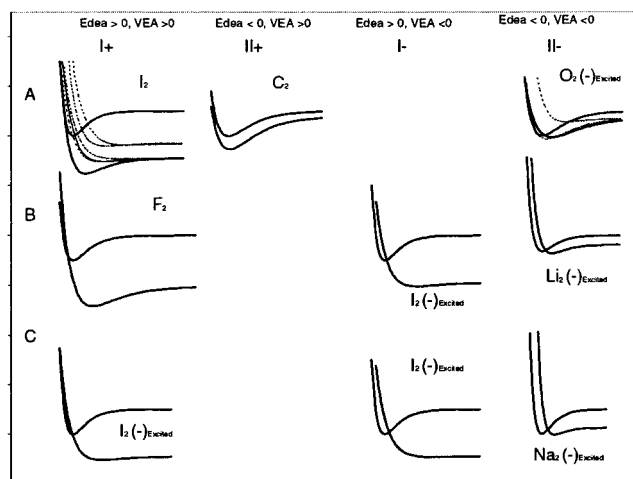 Edea > 0, VEA >0 Edea < 0, VEA >0 Edea > 0, VEA <0 Edea < 0, VEA <0
I+ II+ I- II-
A I₂ C₂ O₂(-)Excited
B F₂
I₂(-)Excited Li₂(-)Excited
C
I₂(-)Excited
I₂(-)Excited
Na₂(-)Excited